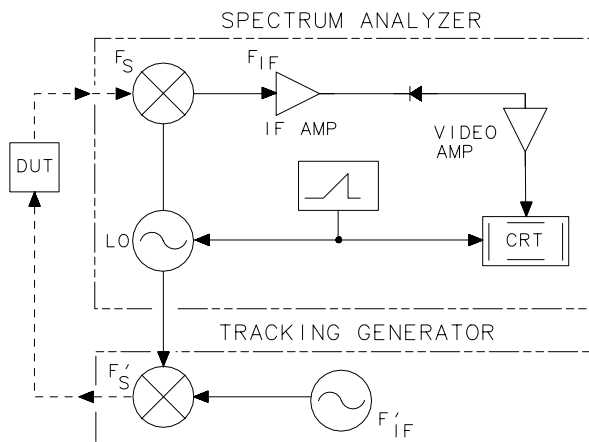 SPECTRUM ANALYZER
FS
FIF
IF AMP
VIDEO
AMP
DUT
LO
CRT
TRACKING GENERATOR
F'S
F'IF